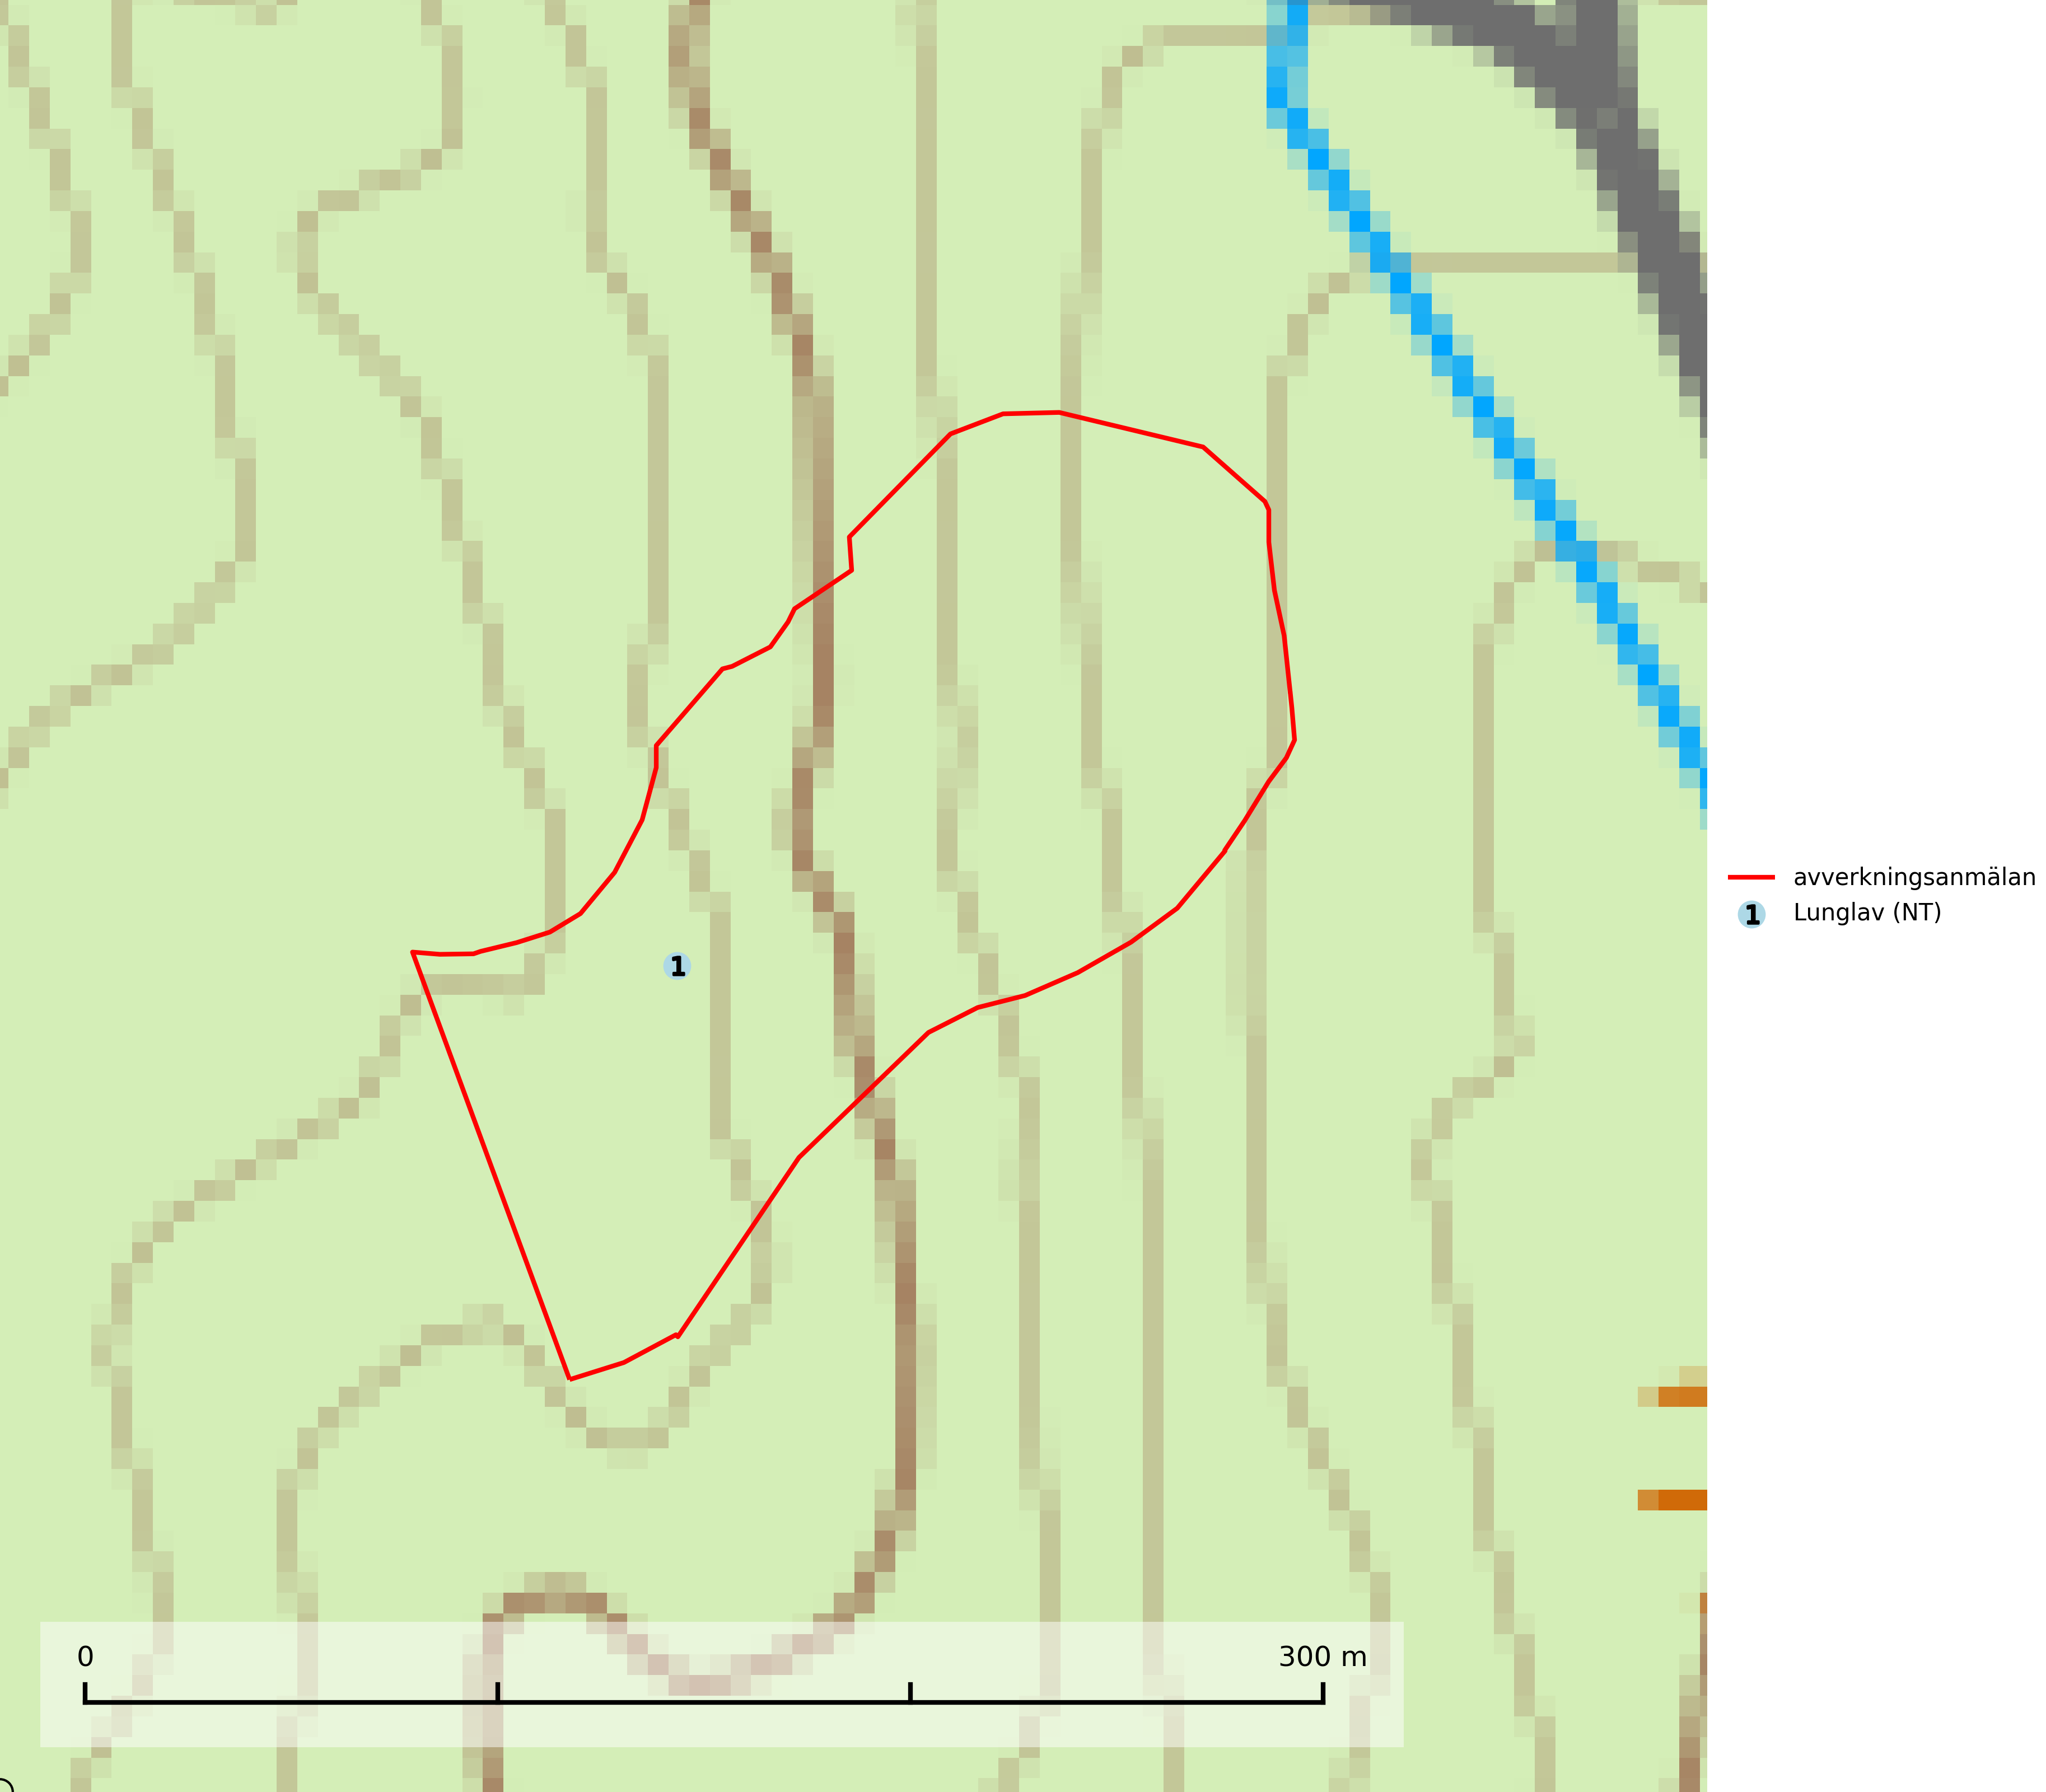 1
avverkningsanmälan
1 Lunglav (NT)
0 300 m